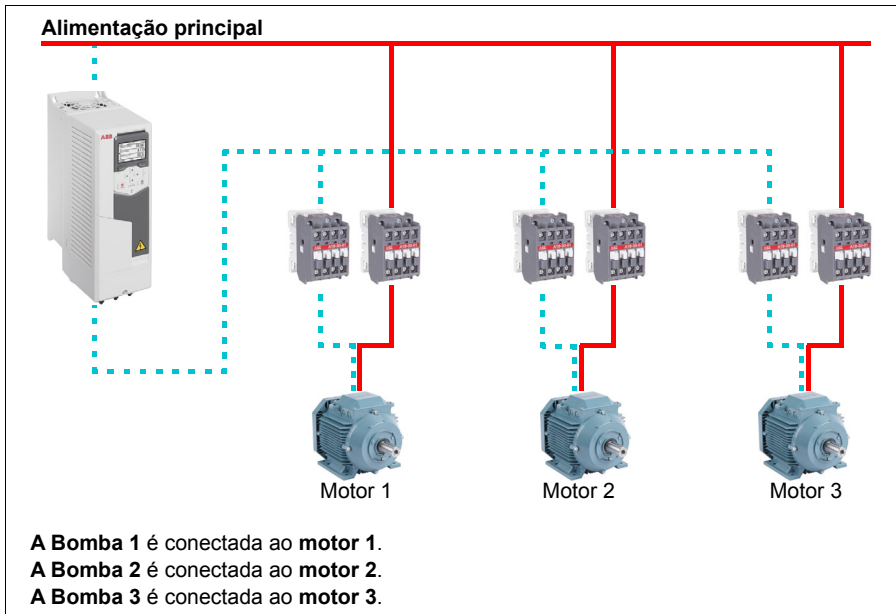 Alimentação principal
ABB
Motor 1
Motor 2
Motor 3
A Bomba 1 é conectada ao motor 1.
A Bomba 2 é conectada ao motor 2.
A Bomba 3 é conectada ao motor 3.